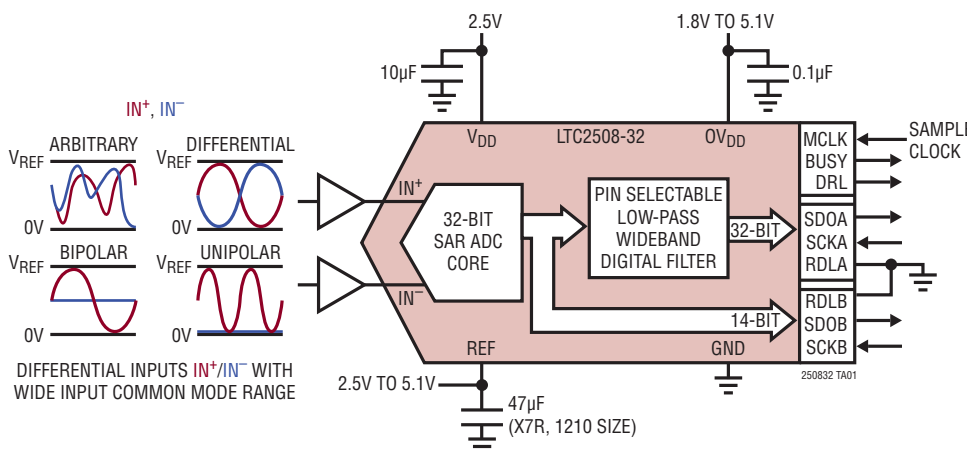 2.5V
1.8V TO 5.1V
10µF
0.1µF
IN⁺, IN⁻
ARBITRARY
VREF
0V
DIFFERENTIAL
VREF
0V
BIPOLAR
VREF
0V
UNIPOLAR
VREF
0V
DIFFERENTIAL INPUTS IN⁺/IN⁻ WITH
WIDE INPUT COMMON MODE RANGE
VDD
LTC2508-32
OVDD
IN⁺
IN⁻
32-BIT
SAR ADC
CORE
PIN SELECTABLE
LOW-PASS
WIDEBAND
DIGITAL FILTER
32-BIT
14-BIT
REF
GND
MCLK
BUSY
DRL
SDOA
SCKA
RDLA
RDLB
SDOB
SCKB
SAMPLE
CLOCK
250832 TA01
2.5V TO 5.1V
47µF
(X7R, 1210 SIZE)